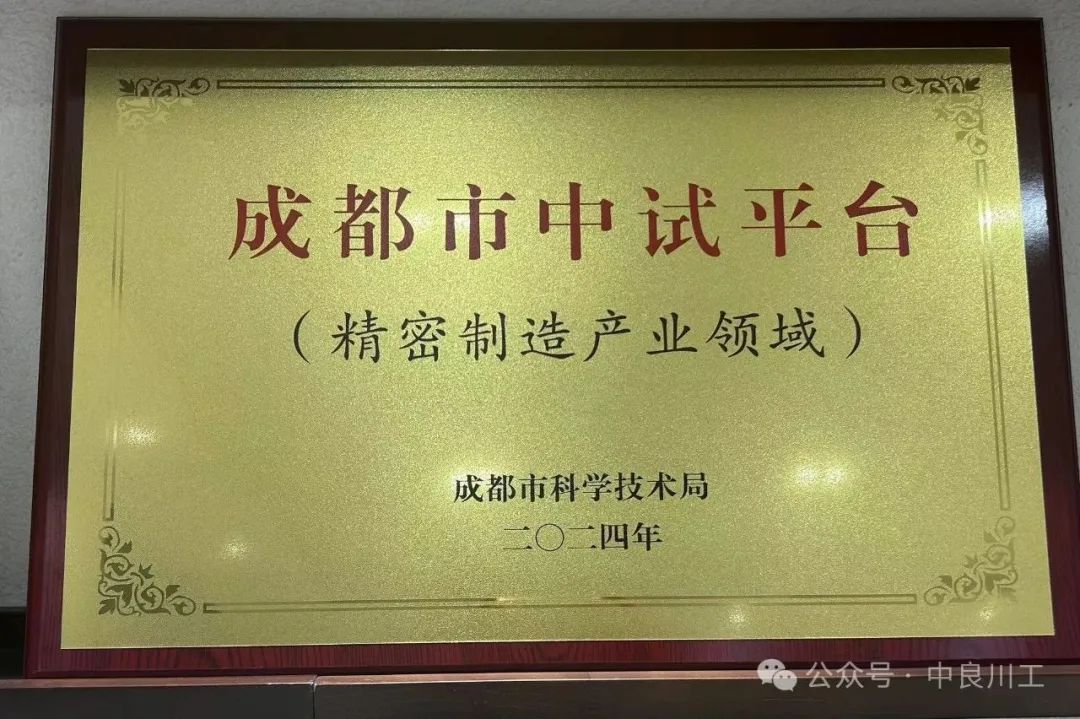 成都市中试平台
（精密制造产业领域）
成都市科学技术局
二〇二四年
公众号·中良川工